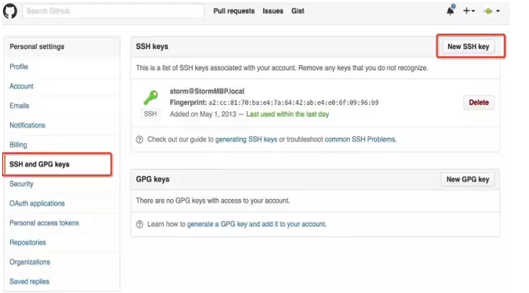 Search GitHub
Pull requests Issues Gist
Personal settings
Profile
Account
Emails
Notifications
Billing
SSH and GPG keys
Security
OAuth applications
Personal access tokens
Repositories
Organizations
Saved replies
SSH keys
New SSH key
This is a list of SSH keys associated with your account. Remove any keys that you do not recognize.
storm@StormMBP.local
Fingerprint: a2:cc:81:70:ba:e4:7a:64:42:ab:e4:e0:6f:09:96:b9
Added on May 1, 2013 — Last used within the last day
SSH
Delete
Check out our guide to generating SSH keys or troubleshoot common SSH Problems.
GPG keys
New GPG key
There are no GPG keys with access to your account.
Learn how to generate a GPG key and add it to your account.